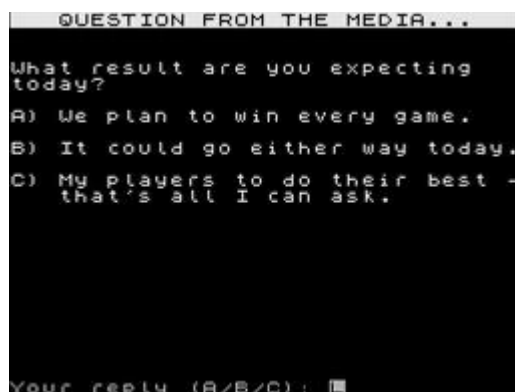 QUESTION FROM THE MEDIA...
What result are you expecting
today?
A) We plan to win every game.
B) It could go either way today.
C) My players to do their best -
that's all I can ask.
Your reply (A/B/C):